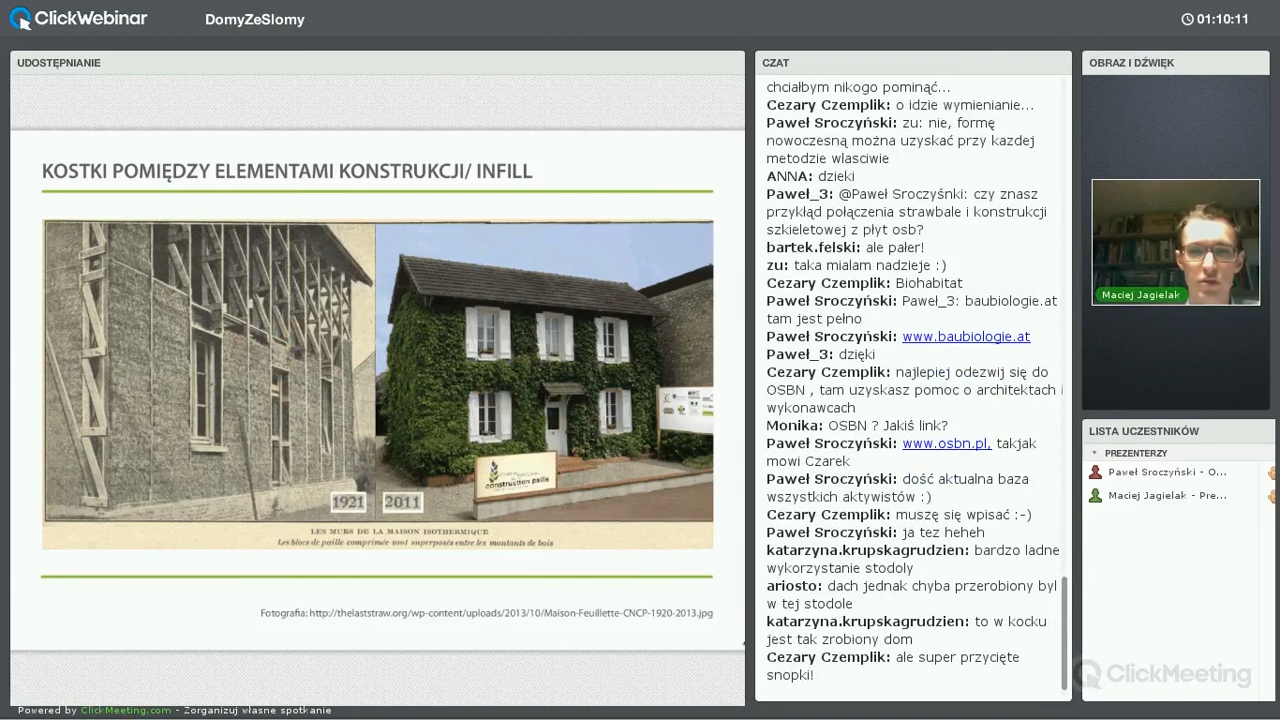 ClickWebinar
DomyZeSlomy
01:10:11
UDOSTĘPNIANIE
KOSTKI POMIĘDZY ELEMENTAMI KONSTRUKCJI/ INFILL
1921
2011
construction paille
LES MURS DE LA MAISON ISOTHERMIQUE
Les blocs de paille comprimée sont superposés entre les montants de bois
Fotografia: http://thelaststraw.org/wp-content/uploads/2013/10/Maison-Feuillette-CNCP-1920-2013.jpg
Powered by ClickMeeting.com - Zorganizuj własne spotkanie
CZAT
chciałbym nikogo pominąć...
Cezary Czemplik: o idzie wymienianie...
Paweł Sroczyński: zu: nie, formę
nowoczesną można uzyskać przy kazdej
metodzie wlasciwie
ANNA: dzieki
Paweł_3: @Paweł Sroczyśnki: czy znasz
przykłąd połączenia strawbale i konstrukcji
szkieletowej z płyt osb?
bartek.felski: ale pałer!
zu: taka mialam nadzieje :)
Cezary Czemplik: Biohabitat
Paweł Sroczyński: Paweł_3: baubiologie.at
tam jest pełno
Paweł Sroczyński: www.baubiologie.at
Paweł_3: dzięki
Cezary Czemplik: najlepiej odezwij się do
OSBN , tam uzyskasz pomoc o architektach i
wykonawcach
Monika: OSBN ? Jakiś link?
Paweł Sroczyński: www.osbn.pl, takjak
mowi Czarek
Paweł Sroczyński: dość aktualna baza
wszystkich aktywistów :)
Cezary Czemplik: muszę się wpisać :-)
Paweł Sroczyński: ja tez heheh
katarzyna.krupskagrudzien: bardzo ladne
wykorzystanie stodoly
ariosto: dach jednak chyba przerobiony byl
w tej stodole
katarzyna.krupskagrudzien: to w kocku
jest tak zrobiony dom
Cezary Czemplik: ale super przycięte
snopki!
OBRAZ I DŹWIĘK
Maciej Jagielak
LISTA UCZESTNIKÓW
PREZENTERZY
Paweł Sroczyński - O...
Maciej Jagielak - Pre...
ClickMeeting